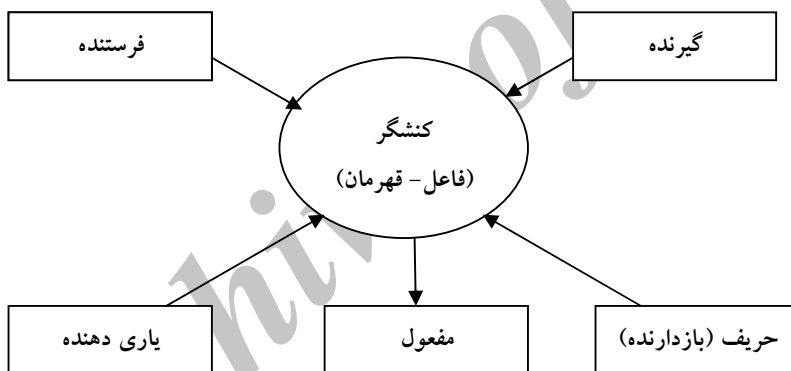 گیرنده
فرستنده
کنشگر
(فاعل- قهرمان)
حریف (بازدارنده)
مفعول
یاری دهنده